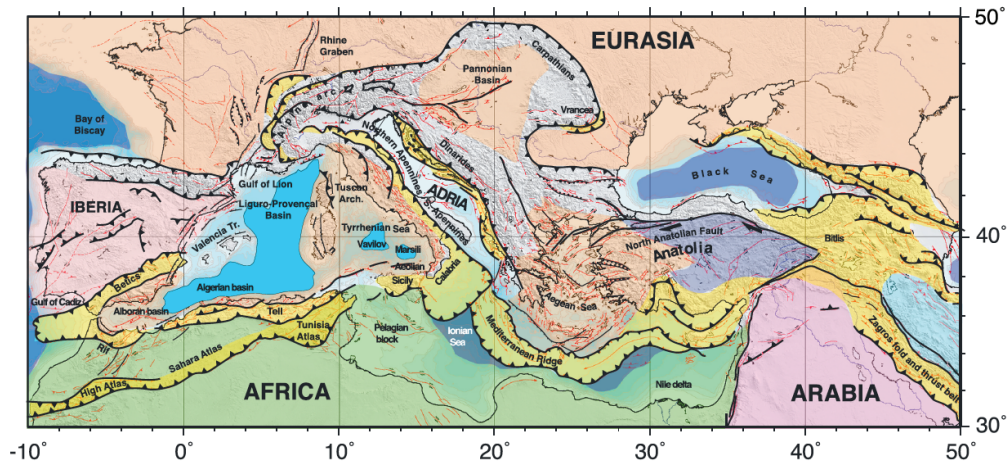 50°
EURASIA
Rhine
Graben
Carpathians
Pannonian
Basin
Vrancea
Alpine arc
Bay of
Biscay
Northern Apennines
Dinarides
Black Sea
Gulf of Lion
Tuscan
Arch.
ADRIA
S. Apennines
IBERIA
Liguro-Provençal
Basin
Valencia Tr.
Tyrrhenian Sea
Vavilov
Marsili
North Anatolian Fault
Anatolia
Bitlis
40°
Aeolian
Sicily
Calabria
Betics
Algerian basin
Aegean Sea
Gulf of Cadiz
Alboran basin
Tell
Tunisia
Atlas
Pelagian
block
Ionian
Sea
Mediterranean Ridge
Zagros fold and thrust belt
Rif
Sahara Atlas
High Atlas
AFRICA
Nile delta
ARABIA
30°
-10°
0°
10°
20°
30°
40°
50°